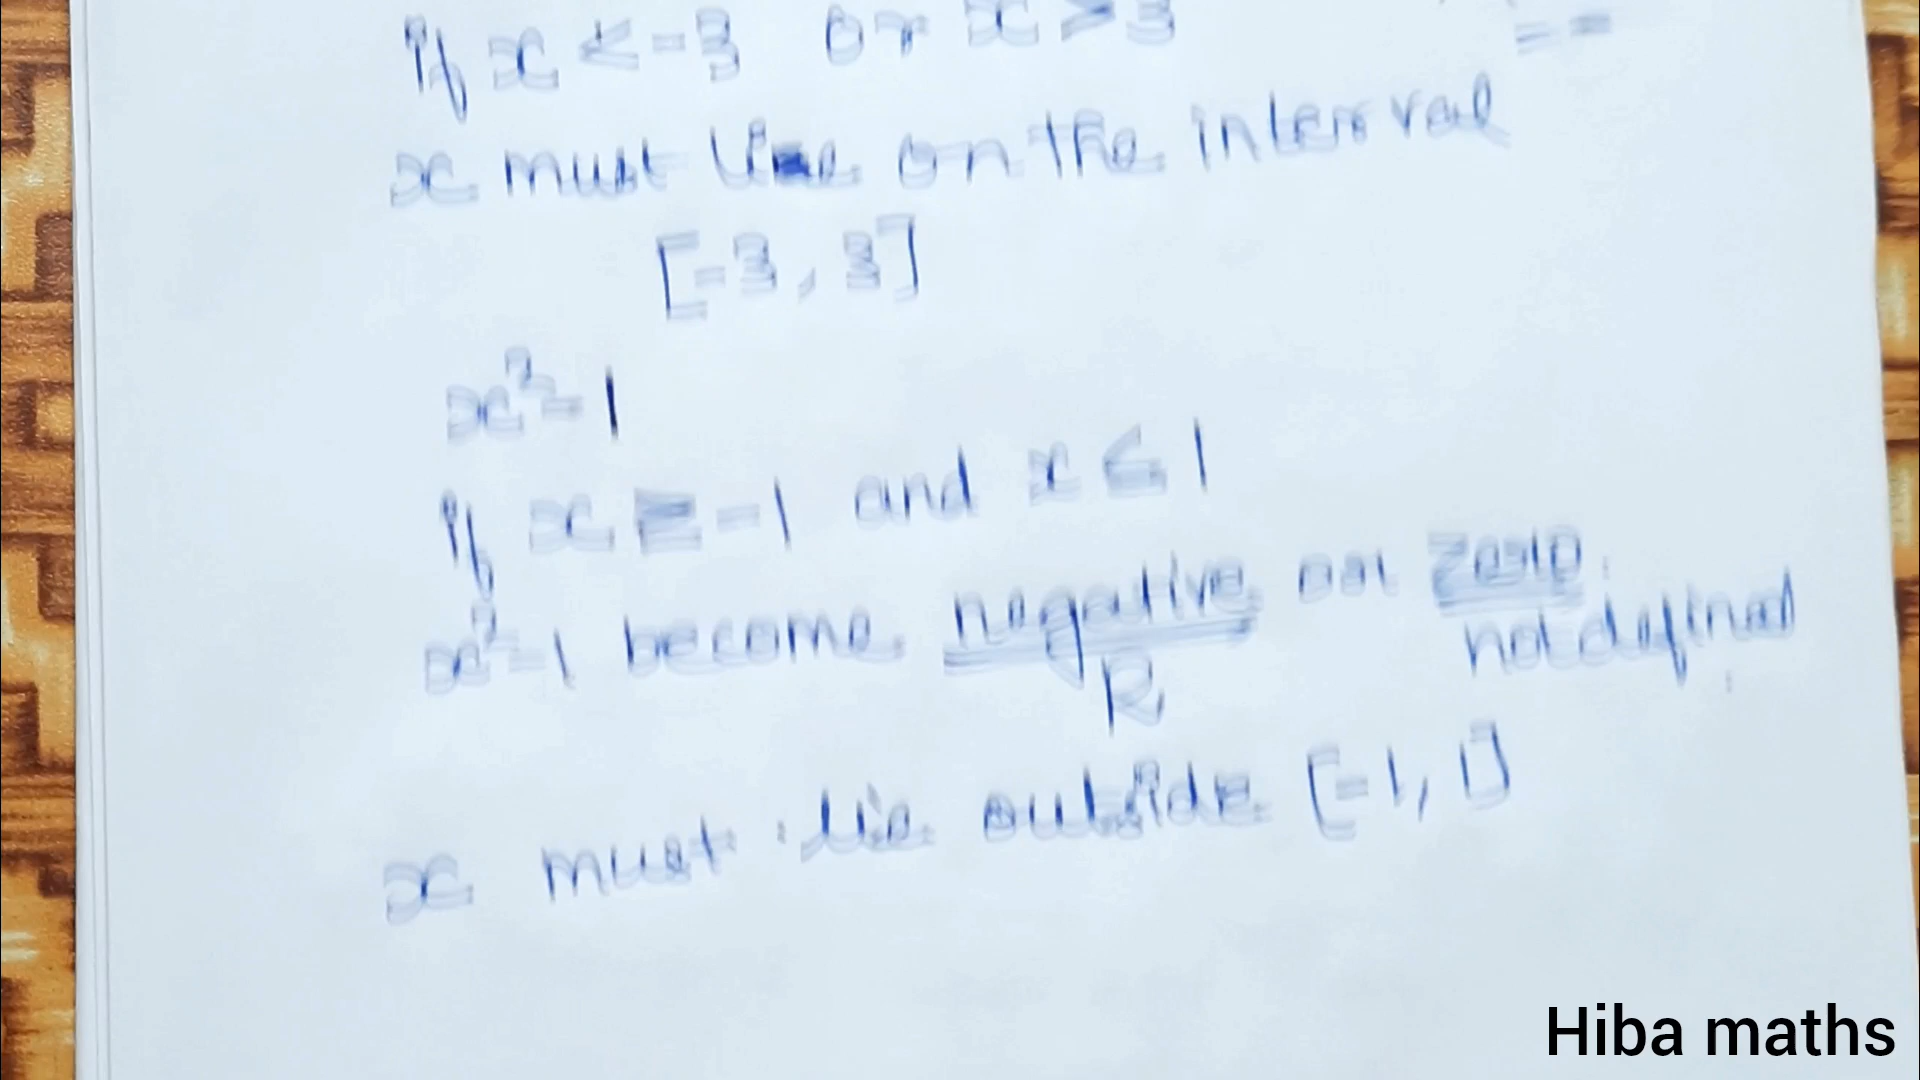 If x < -3 or x > 3
x must lie on the interval
[-3, 3]
x²-1
If x ≥ -1 and x ≤ 1
x²-1 become negative or zero.
R not defined
x must lie outside [-1, 1]
Hiba maths